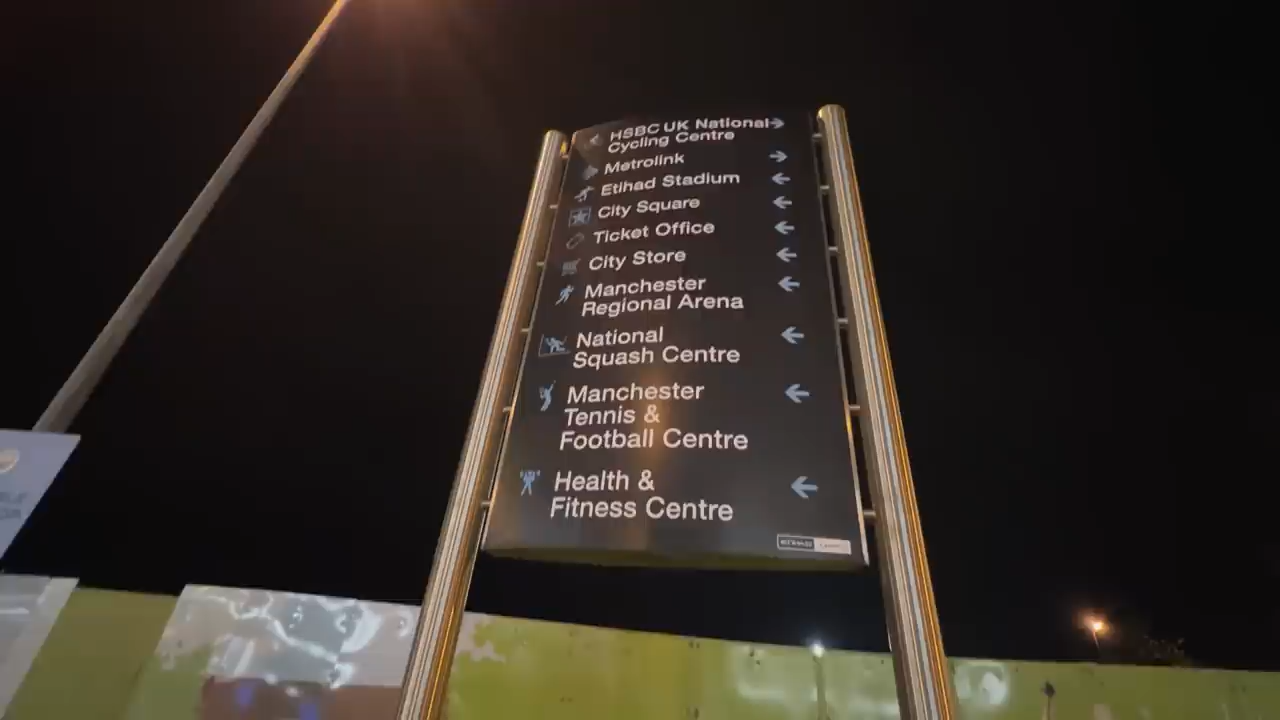 HSBC UK National
Cycling Centre
Metrolink
Etihad Stadium
City Square
Ticket Office
City Store
Manchester
Regional Arena
National
Squash Centre
Manchester
Tennis &
Football Centre
Health &
Fitness Centre